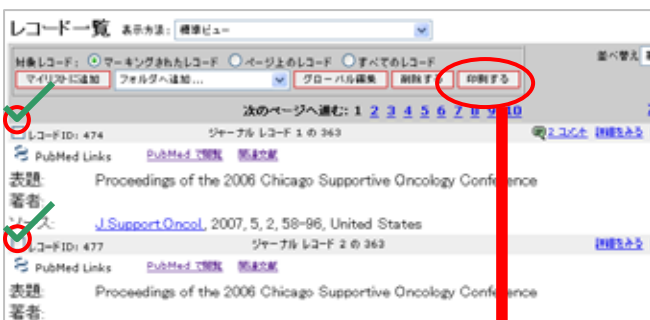 レコード一覧 表示方法: 標準ビュー
対象レコード: マーキングされたレコード ページ上のレコード すべてのレコード 並べ替え
マイリストに追加 フォルダへ追加... グローバル編集 削除する 印刷する
次のページへ進む: 1 2 3 4 5 6 7 8 9 10
レコードID: 474 ジャーナル レコード 1 の 363 2 コメント 詳細をみる
PubMed Links PubMed で閲覧 関連文献
表題: Proceedings of the 2006 Chicago Supportive Oncology Conference
著者:
ソース: J.Support.Oncol, 2007, 5, 2, 58-96, United States
レコードID: 477 ジャーナル レコード 2 の 363 詳細をみる
PubMed Links PubMed で閲覧 関連文献
表題: Proceedings of the 2006 Chicago Supportive Oncology Conference
著者: